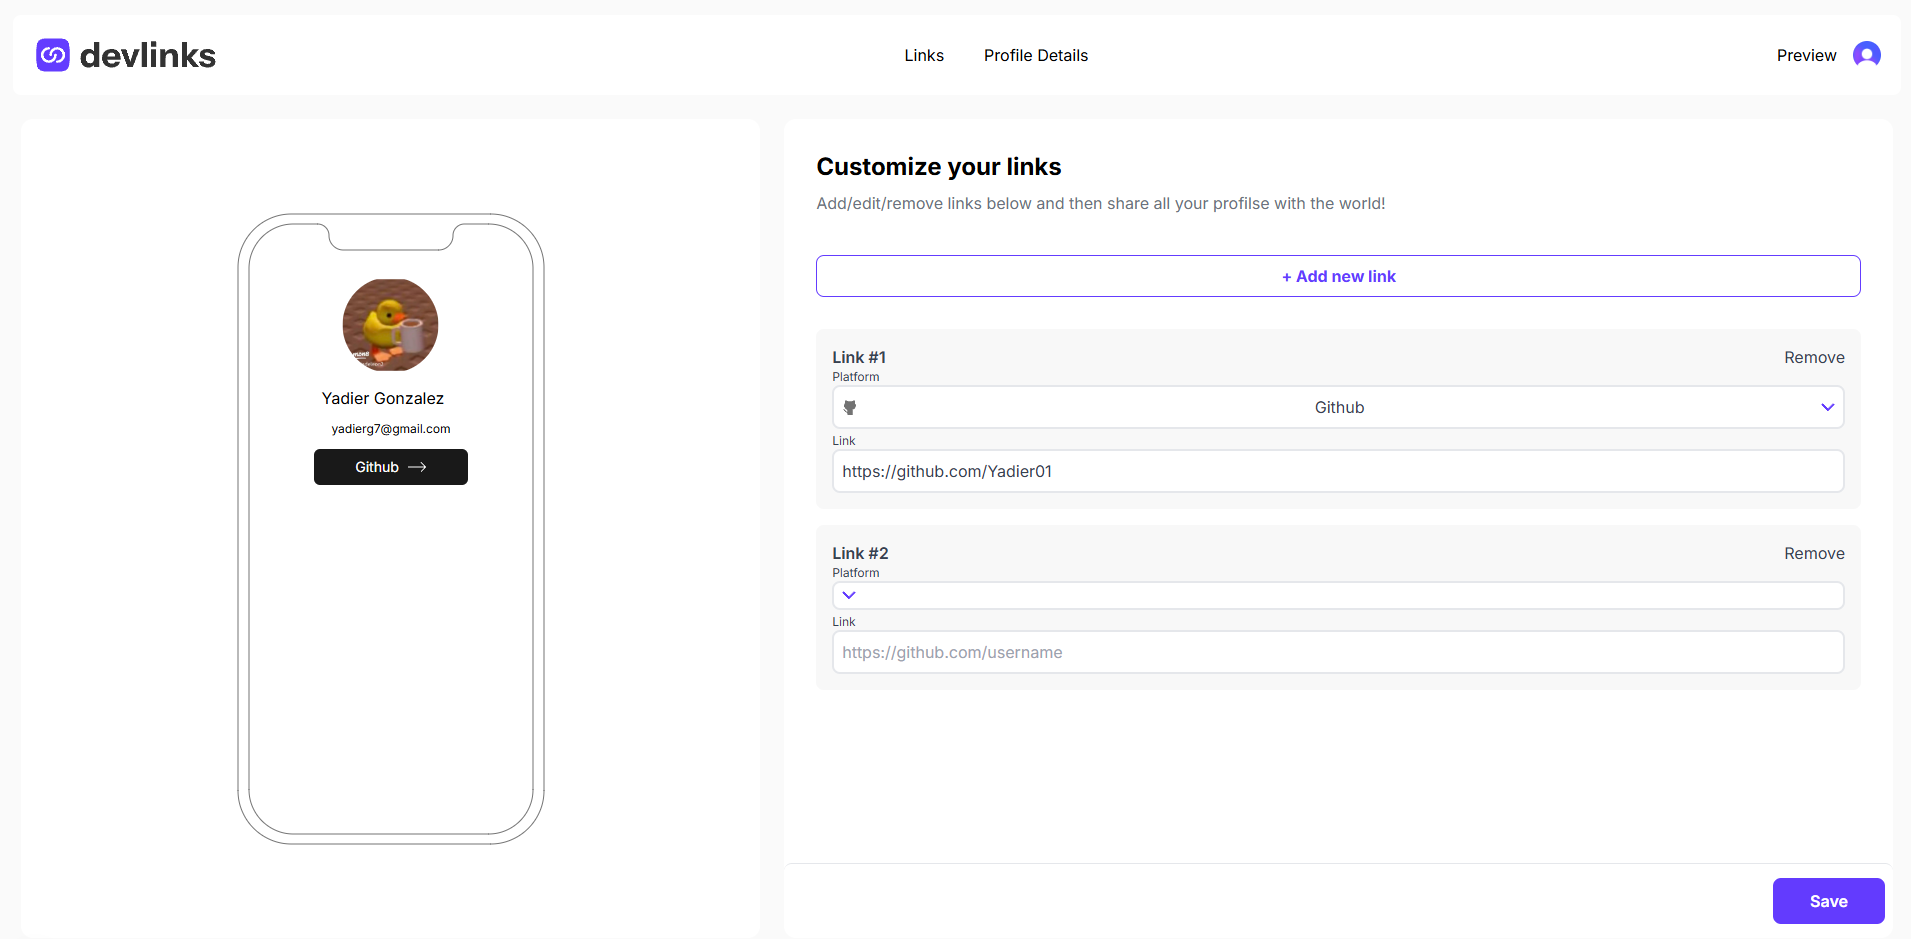 devlinks
Links
Profile Details
Preview
Yadier Gonzalez
yadierg7@gmail.com
Github
Customize your links
Add/edit/remove links below and then share all your profilse with the world!
+ Add new link
Link #1
Remove
Platform
Github
Link
https://github.com/Yadier01
Link #2
Remove
Platform
Link
https://github.com/username
Save